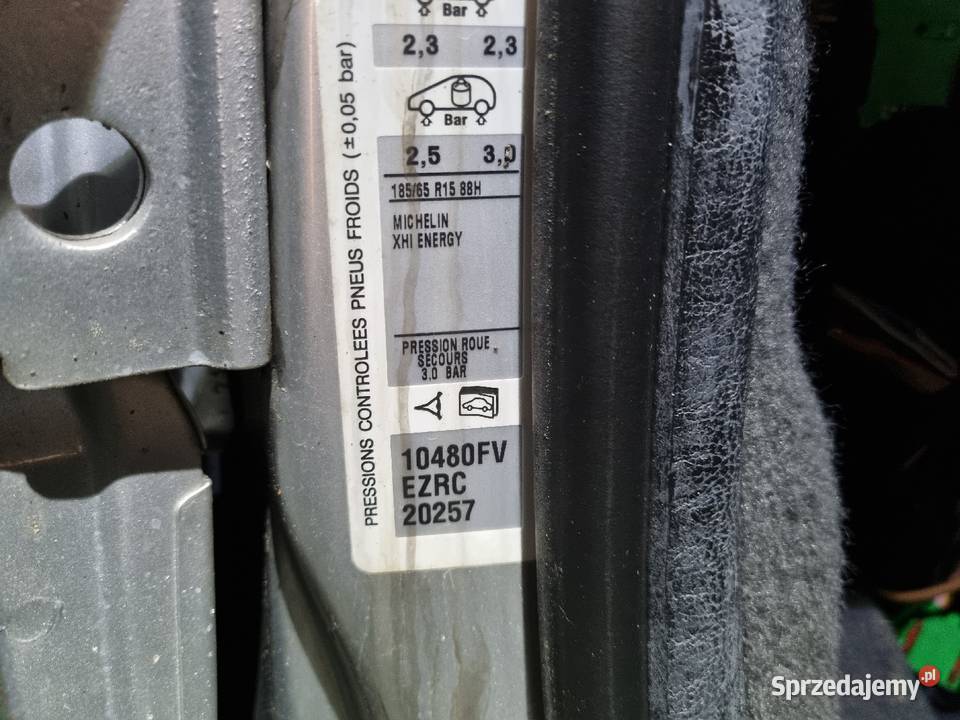 Bar
2,3 2,3
Bar
2,5 3,0
185/65 R15 88H
MICHELIN
XHI ENERGY
PRESSION ROUE
SECOURS
3,0 BAR
PRESSIONS CONTROLEES PNEUS FROIDS (±0,05 bar)
10480FV
EZRC
20257
Sprzedajemy.pl